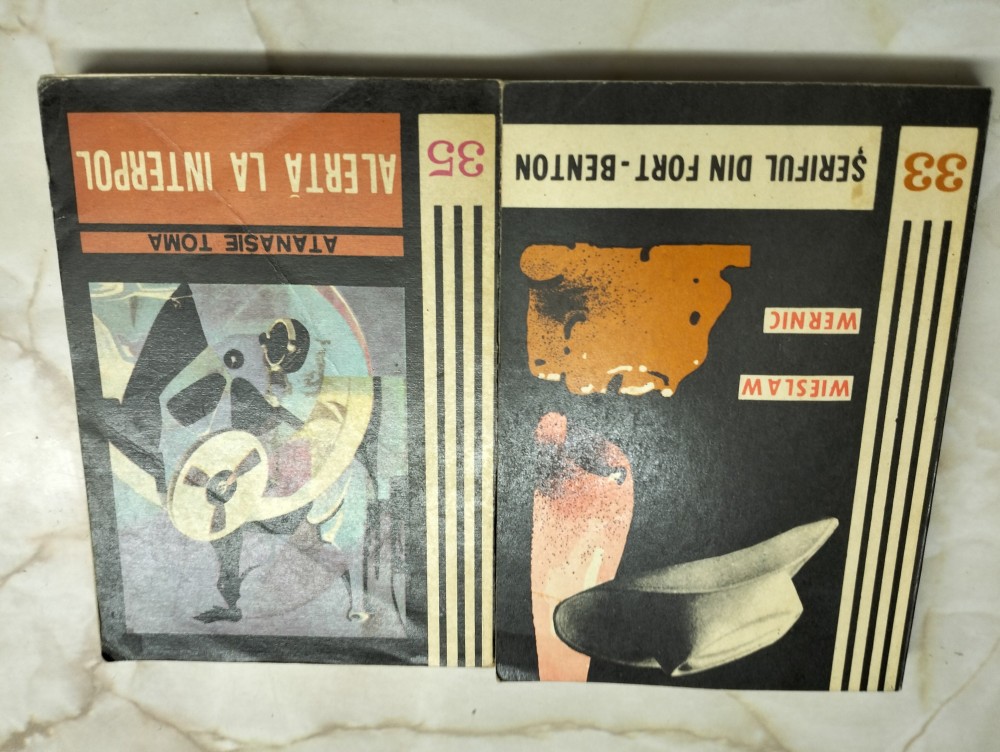 WIESLAW
WERNIC
33
ȘERIFUL DIN FORT-BENTON
ATANASIE TOMA
35
ALERTĂ LA INTERPOL